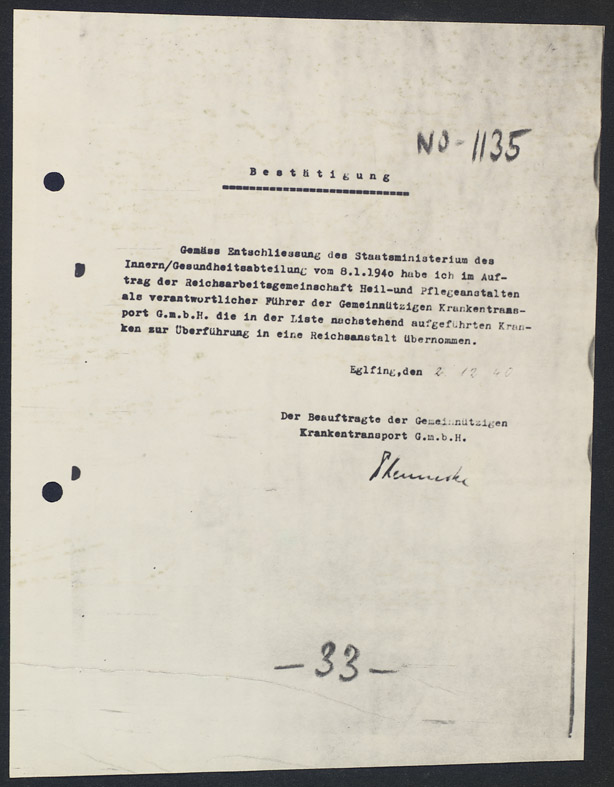 NO-1135
Bestätigung
Gemäss Entschliessung des Staatsministerium des
Innern/Gesundheitsabteilung vom 8.1.1940 habe ich im Auf-
trag der Reichsarbeitsgemeinschaft Heil-und Pflegeanstalten
als verantwortlicher Führer der Gemeinnützigen Krankentrans-
port G.m.b.H. die in der Liste nachstehend aufgeführten Kran-
ken zur Überführung in eine Reichsanstalt übernommen.
Eglfing,den 2. 12 40
Der Beauftragte der Gemeinnützigen
Krankentransport G.m.b.H.
-33-